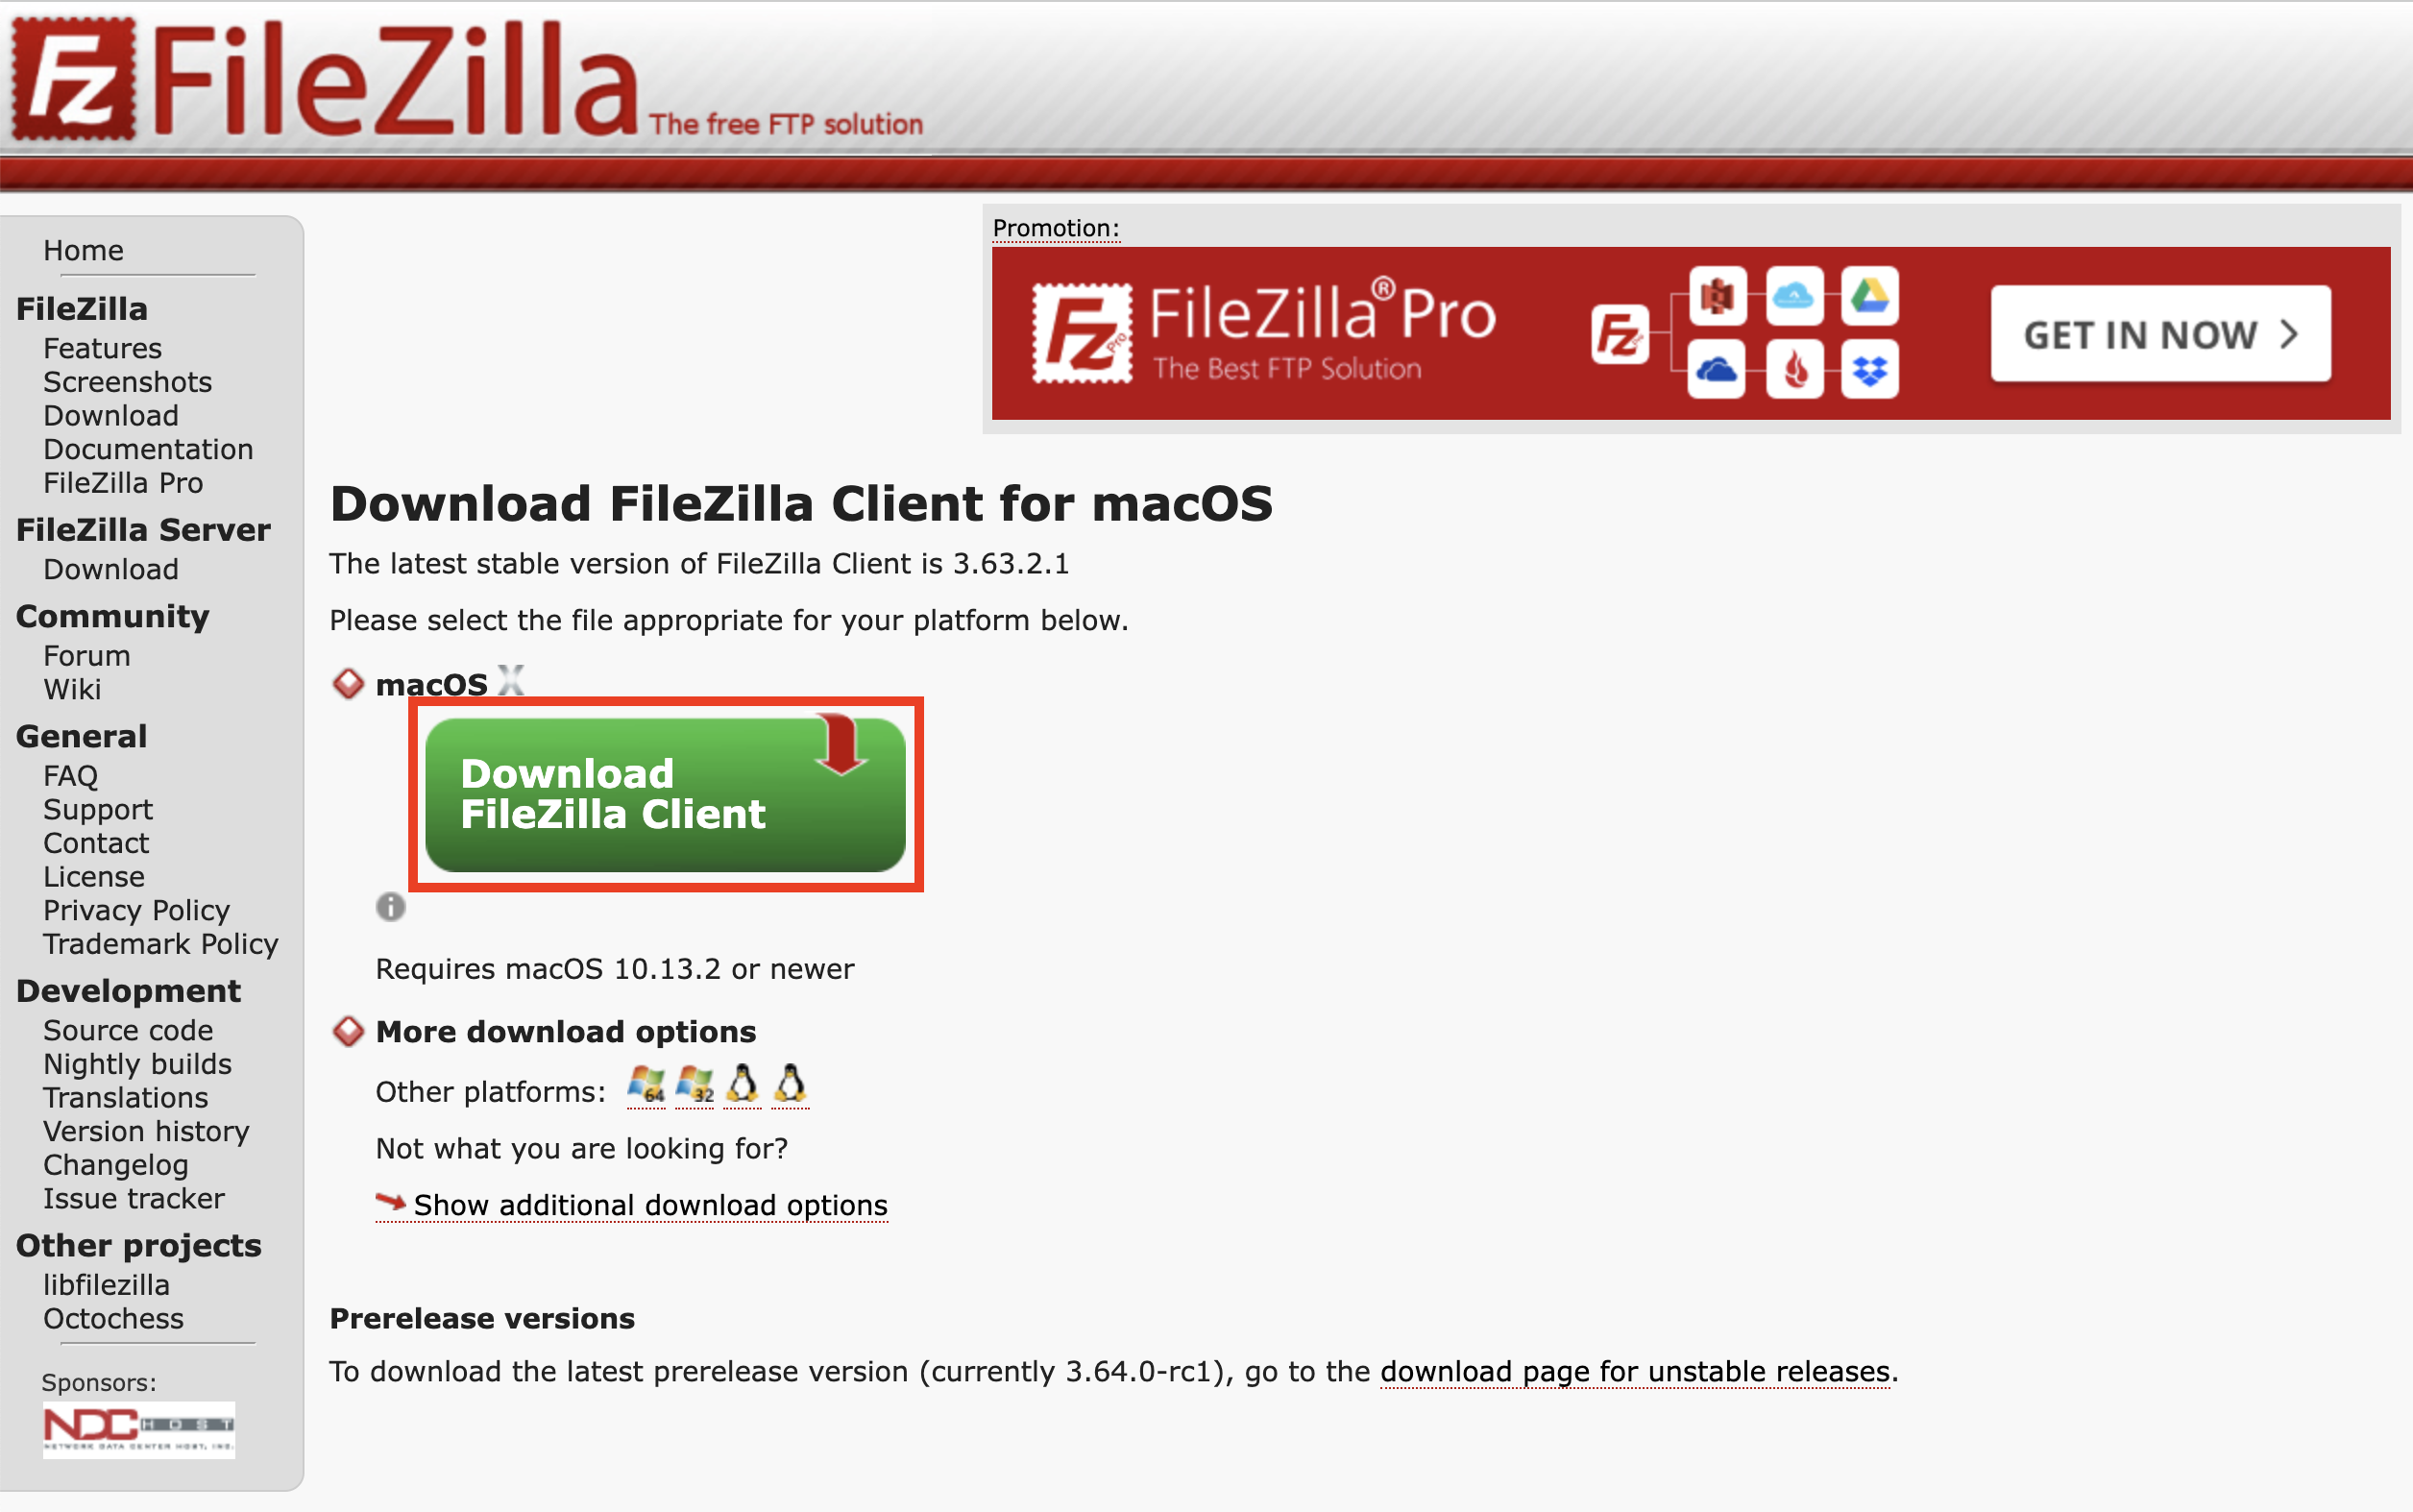 Fz FileZilla The free FTP solution
Home
FileZilla
Features
Screenshots
Download
Documentation
FileZilla Pro
FileZilla Server
Download
Community
Forum
Wiki
General
FAQ
Support
Contact
License
Privacy Policy
Trademark Policy
Development
Source code
Nightly builds
Translations
Version history
Changelog
Issue tracker
Other projects
libfilezilla
Octochess
Sponsors:
NDC HOST
NETWORK DATA CENTER HOST, INC.
Promotion:
Fz Pro FileZilla® Pro
The Best FTP Solution
Fz
GET IN NOW >
Download FileZilla Client for macOS
The latest stable version of FileZilla Client is 3.63.2.1
Please select the file appropriate for your platform below.
macOS X
Download
FileZilla Client
i
Requires macOS 10.13.2 or newer
More download options
Other platforms: 64 32
Not what you are looking for?
Show additional download options
Prerelease versions
To download the latest prerelease version (currently 3.64.0-rc1), go to the download page for unstable releases.